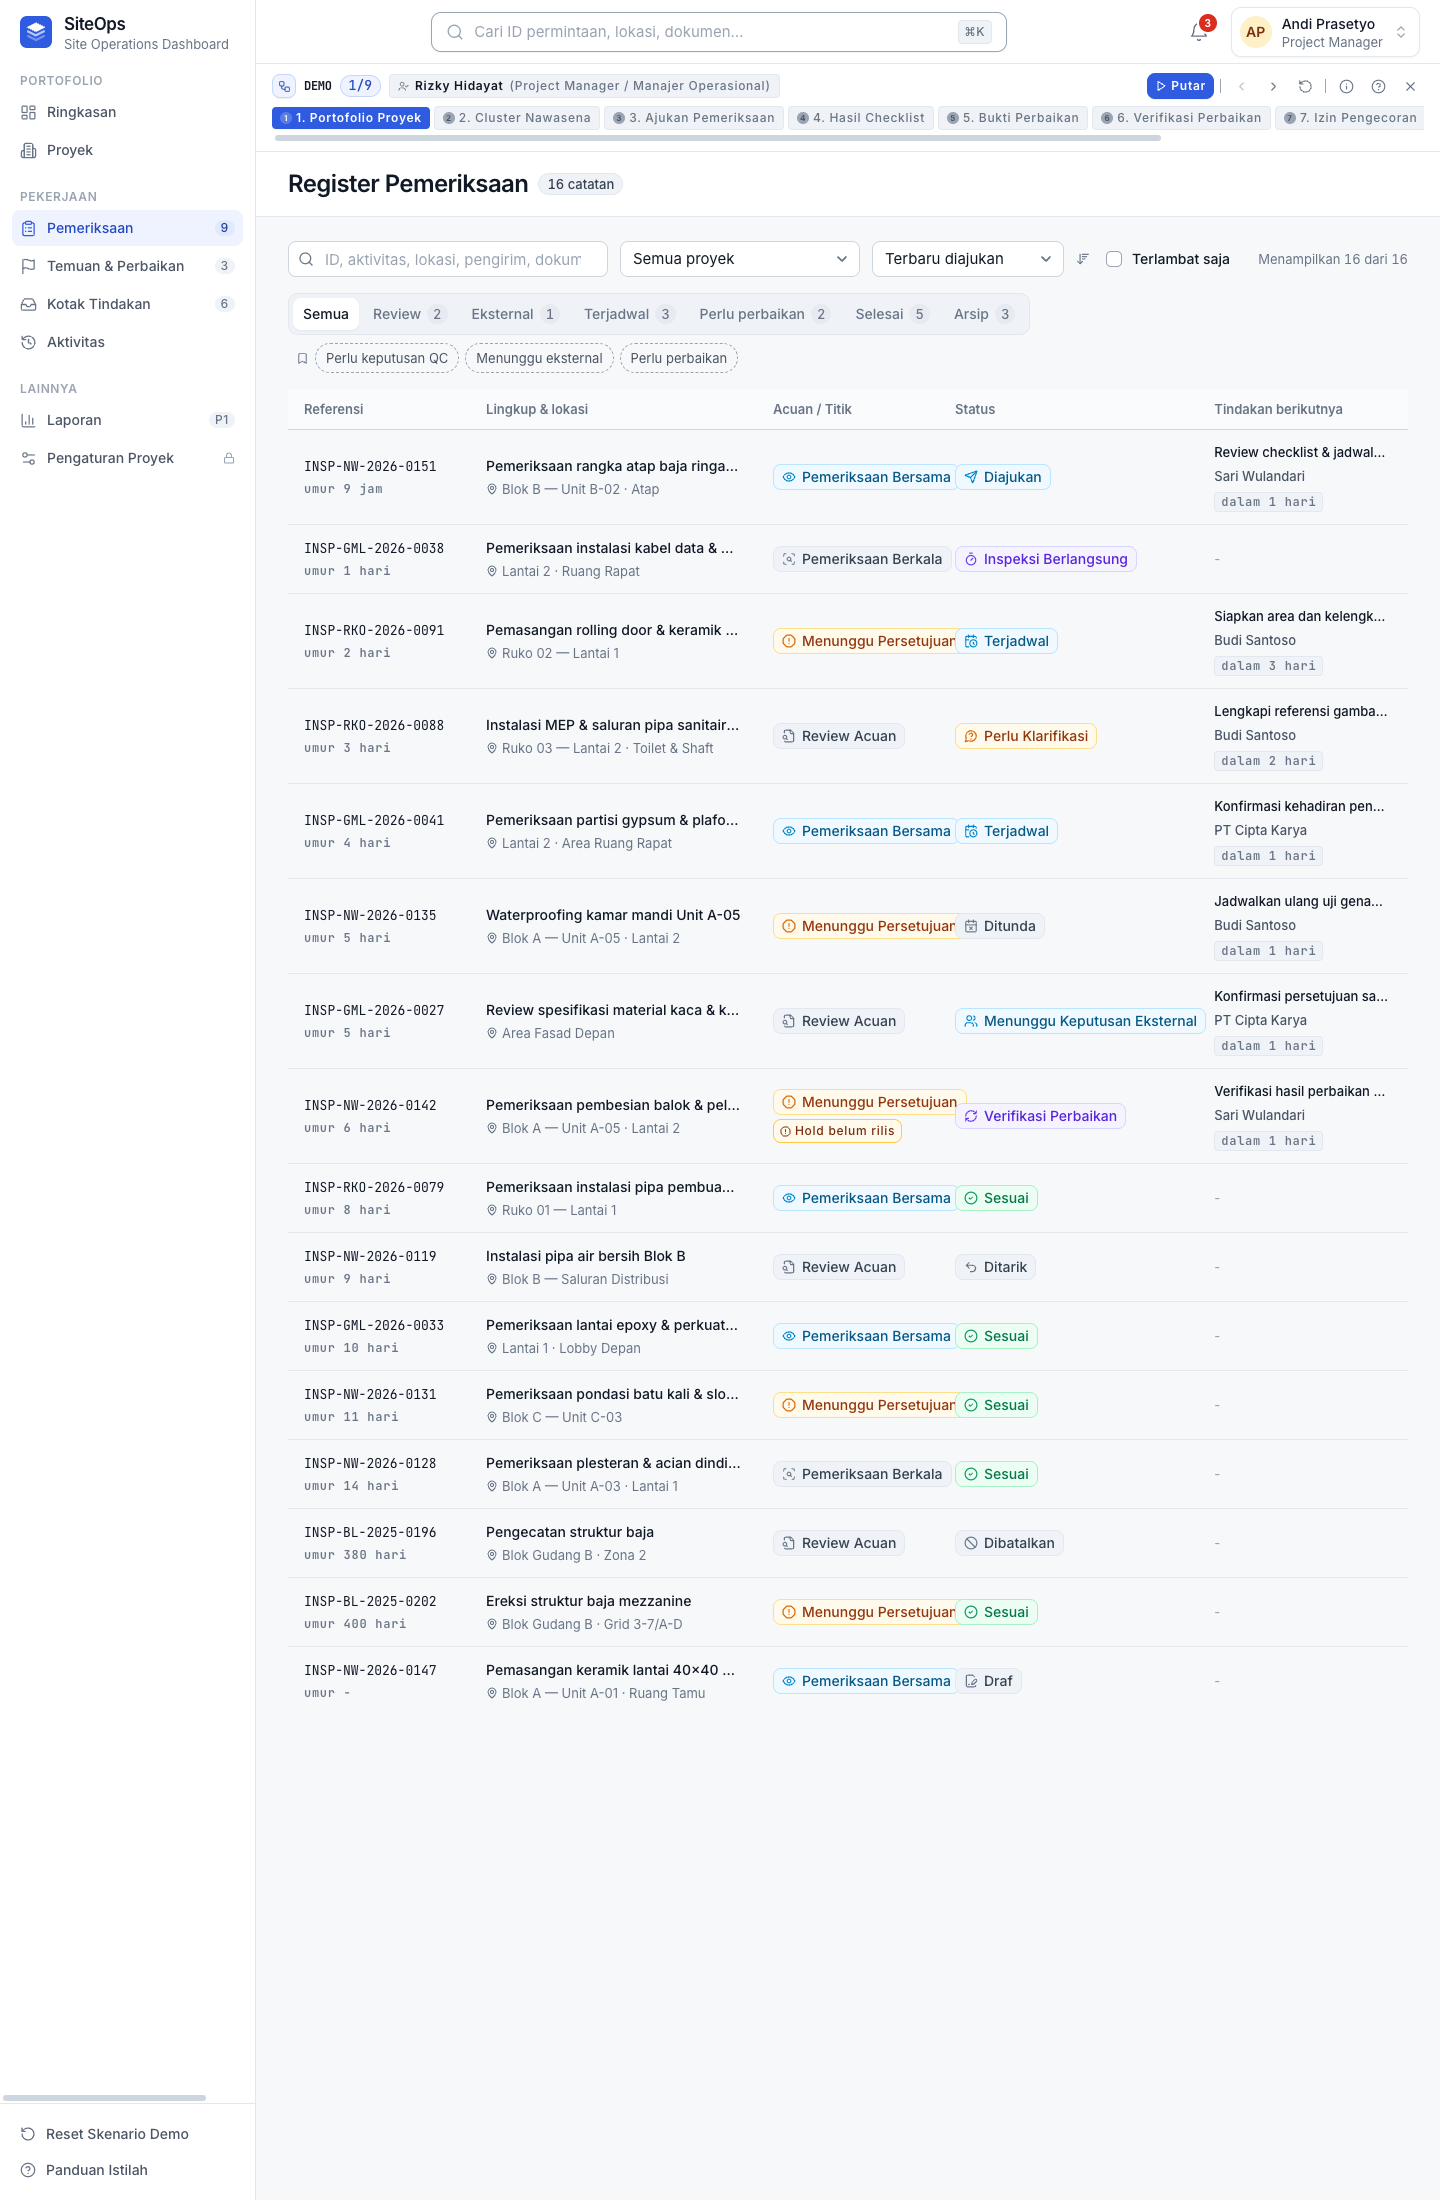 SiteOps
Site Operations Dashboard
PORTOFOLIO
Ringkasan
Proyek
PEKERJAAN
Pemeriksaan 9
Temuan & Perbaikan 3
Kotak Tindakan 6
Aktivitas
LAINNYA
Laporan P1
Pengaturan Proyek
Reset Skenario Demo
Panduan Istilah
Cari ID permintaan, lokasi, dokumen... ⌘K
3
AP
Andi Prasetyo
Project Manager
DEMO 1/9 Rizky Hidayat (Project Manager / Manajer Operasional) Putar
1 1. Portofolio Proyek 2 2. Cluster Nawasena 3 3. Ajukan Pemeriksaan 4 4. Hasil Checklist 5 5. Bukti Perbaikan 6 6. Verifikasi Perbaikan 7 7. Izin Pengecoran
Register Pemeriksaan 16 catatan
ID, aktivitas, lokasi, pengirim, dokum Semua proyek Terbaru diajukan Terlambat saja Menampilkan 16 dari 16
Semua Review 2 Eksternal 1 Terjadwal 3 Perlu perbaikan 2 Selesai 5 Arsip 3
Perlu keputusan QC Menunggu eksternal Perlu perbaikan
Referensi Lingkup & lokasi Acuan / Titik Status Tindakan berikutnya
INSP-NW-2026-0151
umur 9 jam
Pemeriksaan rangka atap baja ringa...
Blok B — Unit B-02 · Atap
Pemeriksaan Bersama
Diajukan
Review checklist & jadwal...
Sari Wulandari
dalam 1 hari
INSP-GML-2026-0038
umur 1 hari
Pemeriksaan instalasi kabel data & ...
Lantai 2 · Ruang Rapat
Pemeriksaan Berkala
Inspeksi Berlangsung
-
INSP-RKO-2026-0091
umur 2 hari
Pemasangan rolling door & keramik ...
Ruko 02 — Lantai 1
Menunggu Persetujuan
Terjadwal
Siapkan area dan kelengk...
Budi Santoso
dalam 3 hari
INSP-RKO-2026-0088
umur 3 hari
Instalasi MEP & saluran pipa sanitair...
Ruko 03 — Lantai 2 · Toilet & Shaft
Review Acuan
Perlu Klarifikasi
Lengkapi referensi gamba...
Budi Santoso
dalam 2 hari
INSP-GML-2026-0041
umur 4 hari
Pemeriksaan partisi gypsum & plafo...
Lantai 2 · Area Ruang Rapat
Pemeriksaan Bersama
Terjadwal
Konfirmasi kehadiran pen...
PT Cipta Karya
dalam 1 hari
INSP-NW-2026-0135
umur 5 hari
Waterproofing kamar mandi Unit A-05
Blok A — Unit A-05 · Lantai 2
Menunggu Persetujuan
Ditunda
Jadwalkan ulang uji gena...
Budi Santoso
dalam 1 hari
INSP-GML-2026-0027
umur 5 hari
Review spesifikasi material kaca & k...
Area Fasad Depan
Review Acuan
Menunggu Keputusan Eksternal
Konfirmasi persetujuan sa...
PT Cipta Karya
dalam 1 hari
INSP-NW-2026-0142
umur 6 hari
Pemeriksaan pembesian balok & pel...
Blok A — Unit A-05 · Lantai 2
Menunggu Persetujuan
Hold belum rilis
Verifikasi Perbaikan
Verifikasi hasil perbaikan ...
Sari Wulandari
dalam 1 hari
INSP-RKO-2026-0079
umur 8 hari
Pemeriksaan instalasi pipa pembua...
Ruko 01 — Lantai 1
Pemeriksaan Bersama
Sesuai
-
INSP-NW-2026-0119
umur 9 hari
Instalasi pipa air bersih Blok B
Blok B — Saluran Distribusi
Review Acuan
Ditarik
-
INSP-GML-2026-0033
umur 10 hari
Pemeriksaan lantai epoxy & perkuat...
Lantai 1 · Lobby Depan
Pemeriksaan Bersama
Sesuai
-
INSP-NW-2026-0131
umur 11 hari
Pemeriksaan pondasi batu kali & slo...
Blok C — Unit C-03
Menunggu Persetujuan
Sesuai
-
INSP-NW-2026-0128
umur 14 hari
Pemeriksaan plesteran & acian dindi...
Blok A — Unit A-03 · Lantai 1
Pemeriksaan Berkala
Sesuai
-
INSP-BL-2025-0196
umur 380 hari
Pengecatan struktur baja
Blok Gudang B · Zona 2
Review Acuan
Dibatalkan
-
INSP-BL-2025-0202
umur 400 hari
Ereksi struktur baja mezzanine
Blok Gudang B · Grid 3-7/A-D
Menunggu Persetujuan
Sesuai
-
INSP-NW-2026-0147
umur -
Pemasangan keramik lantai 40×40 ...
Blok A — Unit A-01 · Ruang Tamu
Pemeriksaan Bersama
Draf
-